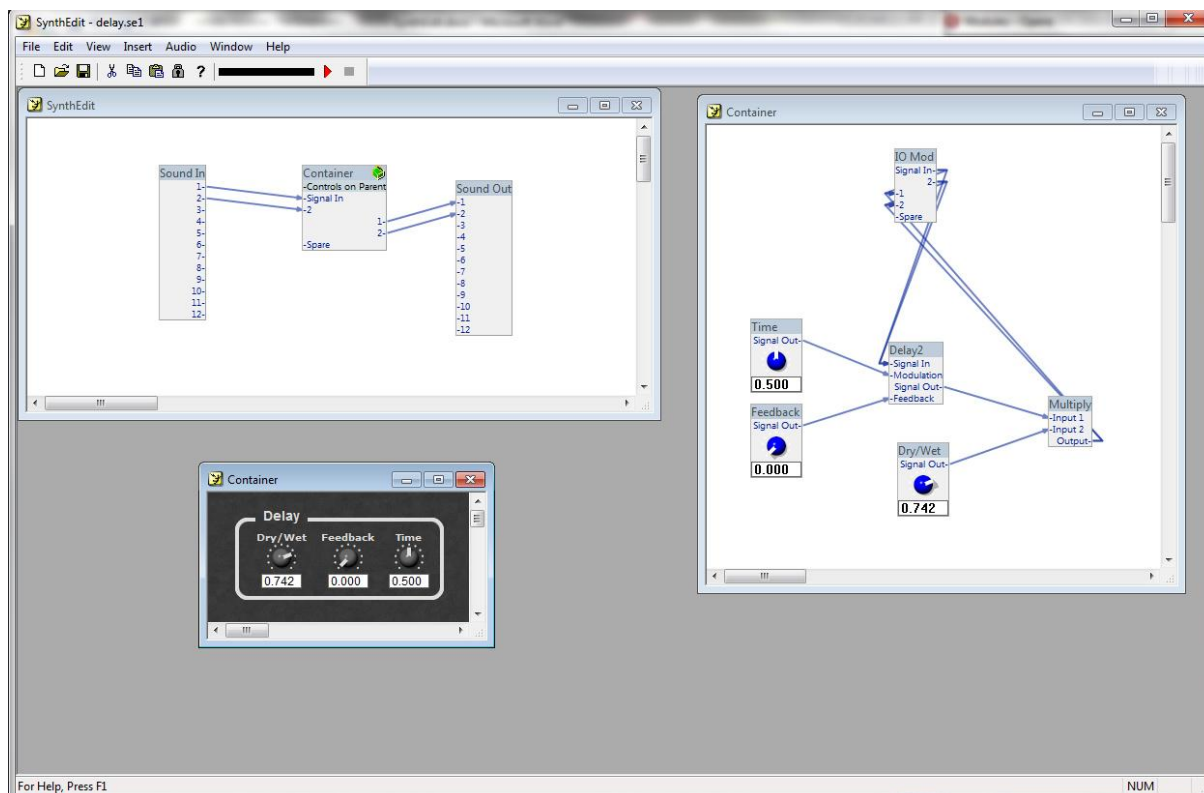 SynthEdit - delay.se1
File Edit View Insert Audio Window Help
SynthEdit
Sound In
1-
2-
3-
4-
5-
6-
7-
8-
9-
10-
11-
12-
Container
-Controls on Parent
-Signal In
-2
1-
2-
-Spare
Sound Out
-1
-2
-3
-4
-5
-6
-7
-8
-9
-10
-11
-12
Container
IO Mod
Signal In-
2-
-1
-2
-Spare
Time
Signal Out-
0.500
Delay2
-Signal In
-Modulation
Signal Out-
-Feedback
Feedback
Signal Out-
0.000
Multiply
-Input 1
-Input 2
Output-
Dry/Wet
Signal Out-
0.742
Container
Delay
Dry/Wet Feedback Time
0.742 0.000 0.500
For Help, Press F1
NUM